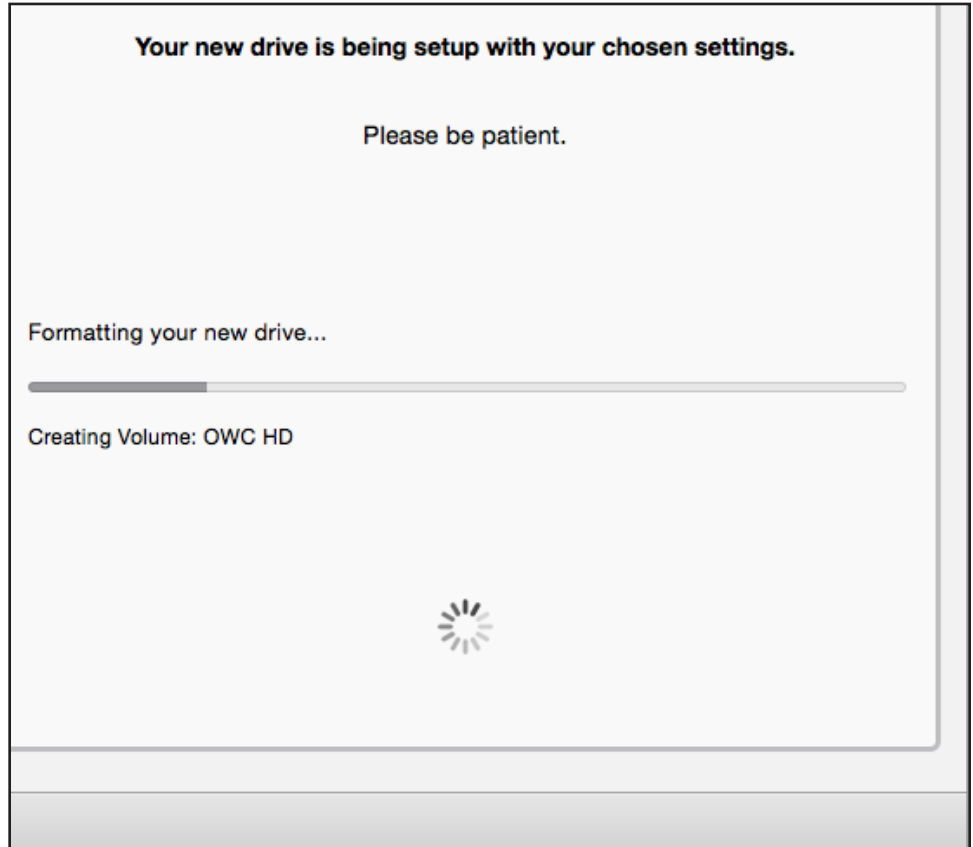 Your new drive is being setup with your chosen settings.
Please be patient.
Formatting your new drive...
Creating Volume: OWC HD